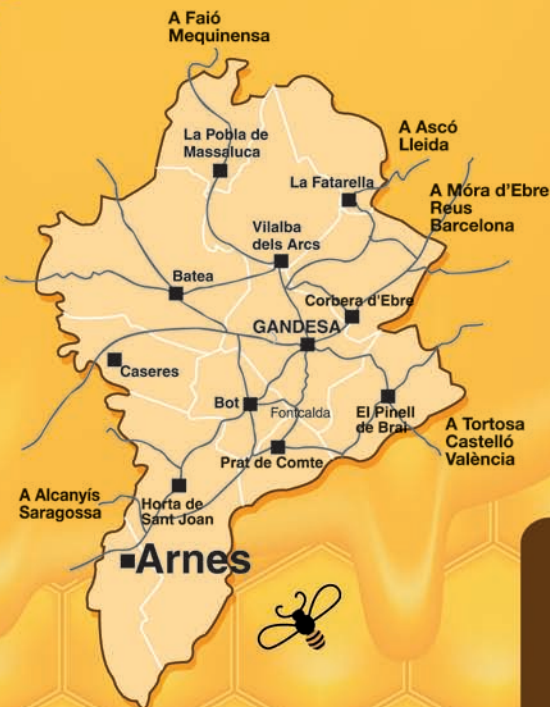 A Faió
Mequinensa
La Pobla de
Massaluca
A Ascó
Lleida
La Fatarella
A Móra d'Ebre
Reus
Barcelona
Vilalba
dels Arcs
Batea
Corbera d'Ebre
GANDESA
Caseres
Bot
Fontcalda
El Pinell
de Brai
A Tortosa
Castelló
València
Prat de Comte
A Alcanyís
Saragossa
Horta de
Sant Joan
Arnes